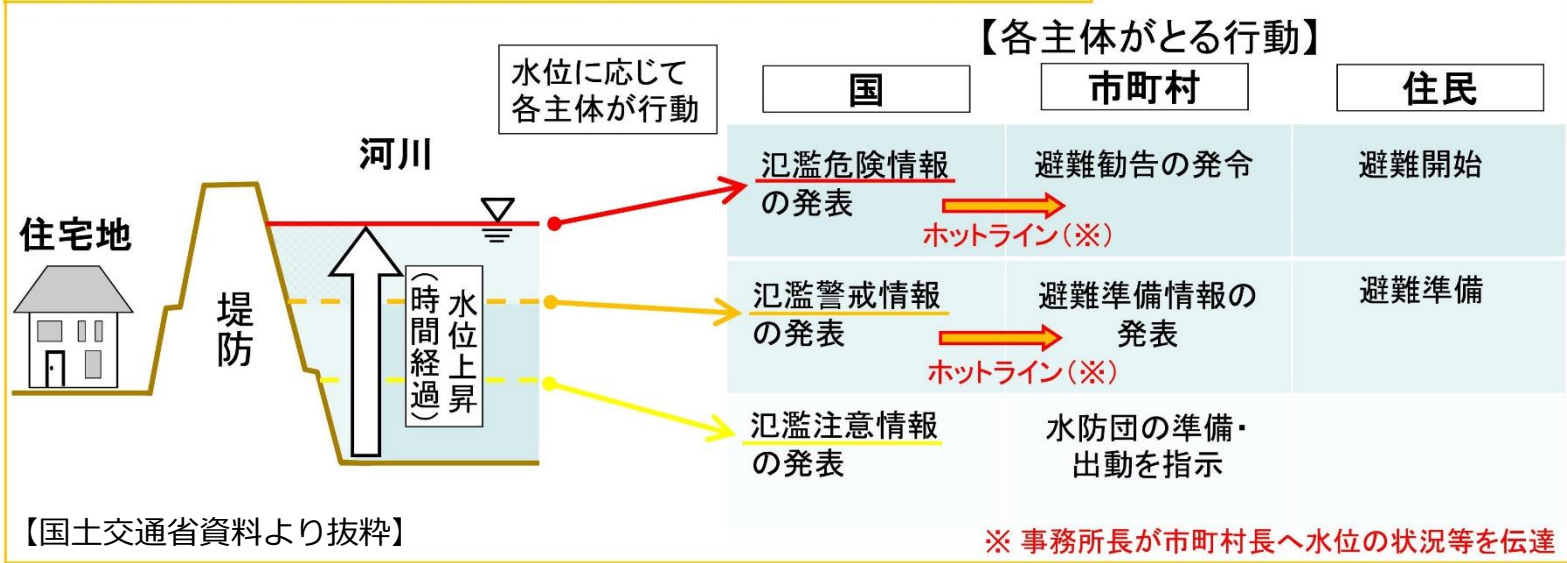 【各主体がとる行動】
水位に応じて
各主体が行動
国
市町村
住民
河川
住宅地
堤防
水位上昇
（時間経過）
氾濫危険情報
の発表
避難勧告の発令
避難開始
ホットライン（※）
氾濫警戒情報
の発表
避難準備情報の
発表
避難準備
ホットライン（※）
氾濫注意情報
の発表
水防団の準備・
出動を指示
【国土交通省資料より抜粋】
※ 事務所長が市町村長へ水位の状況等を伝達